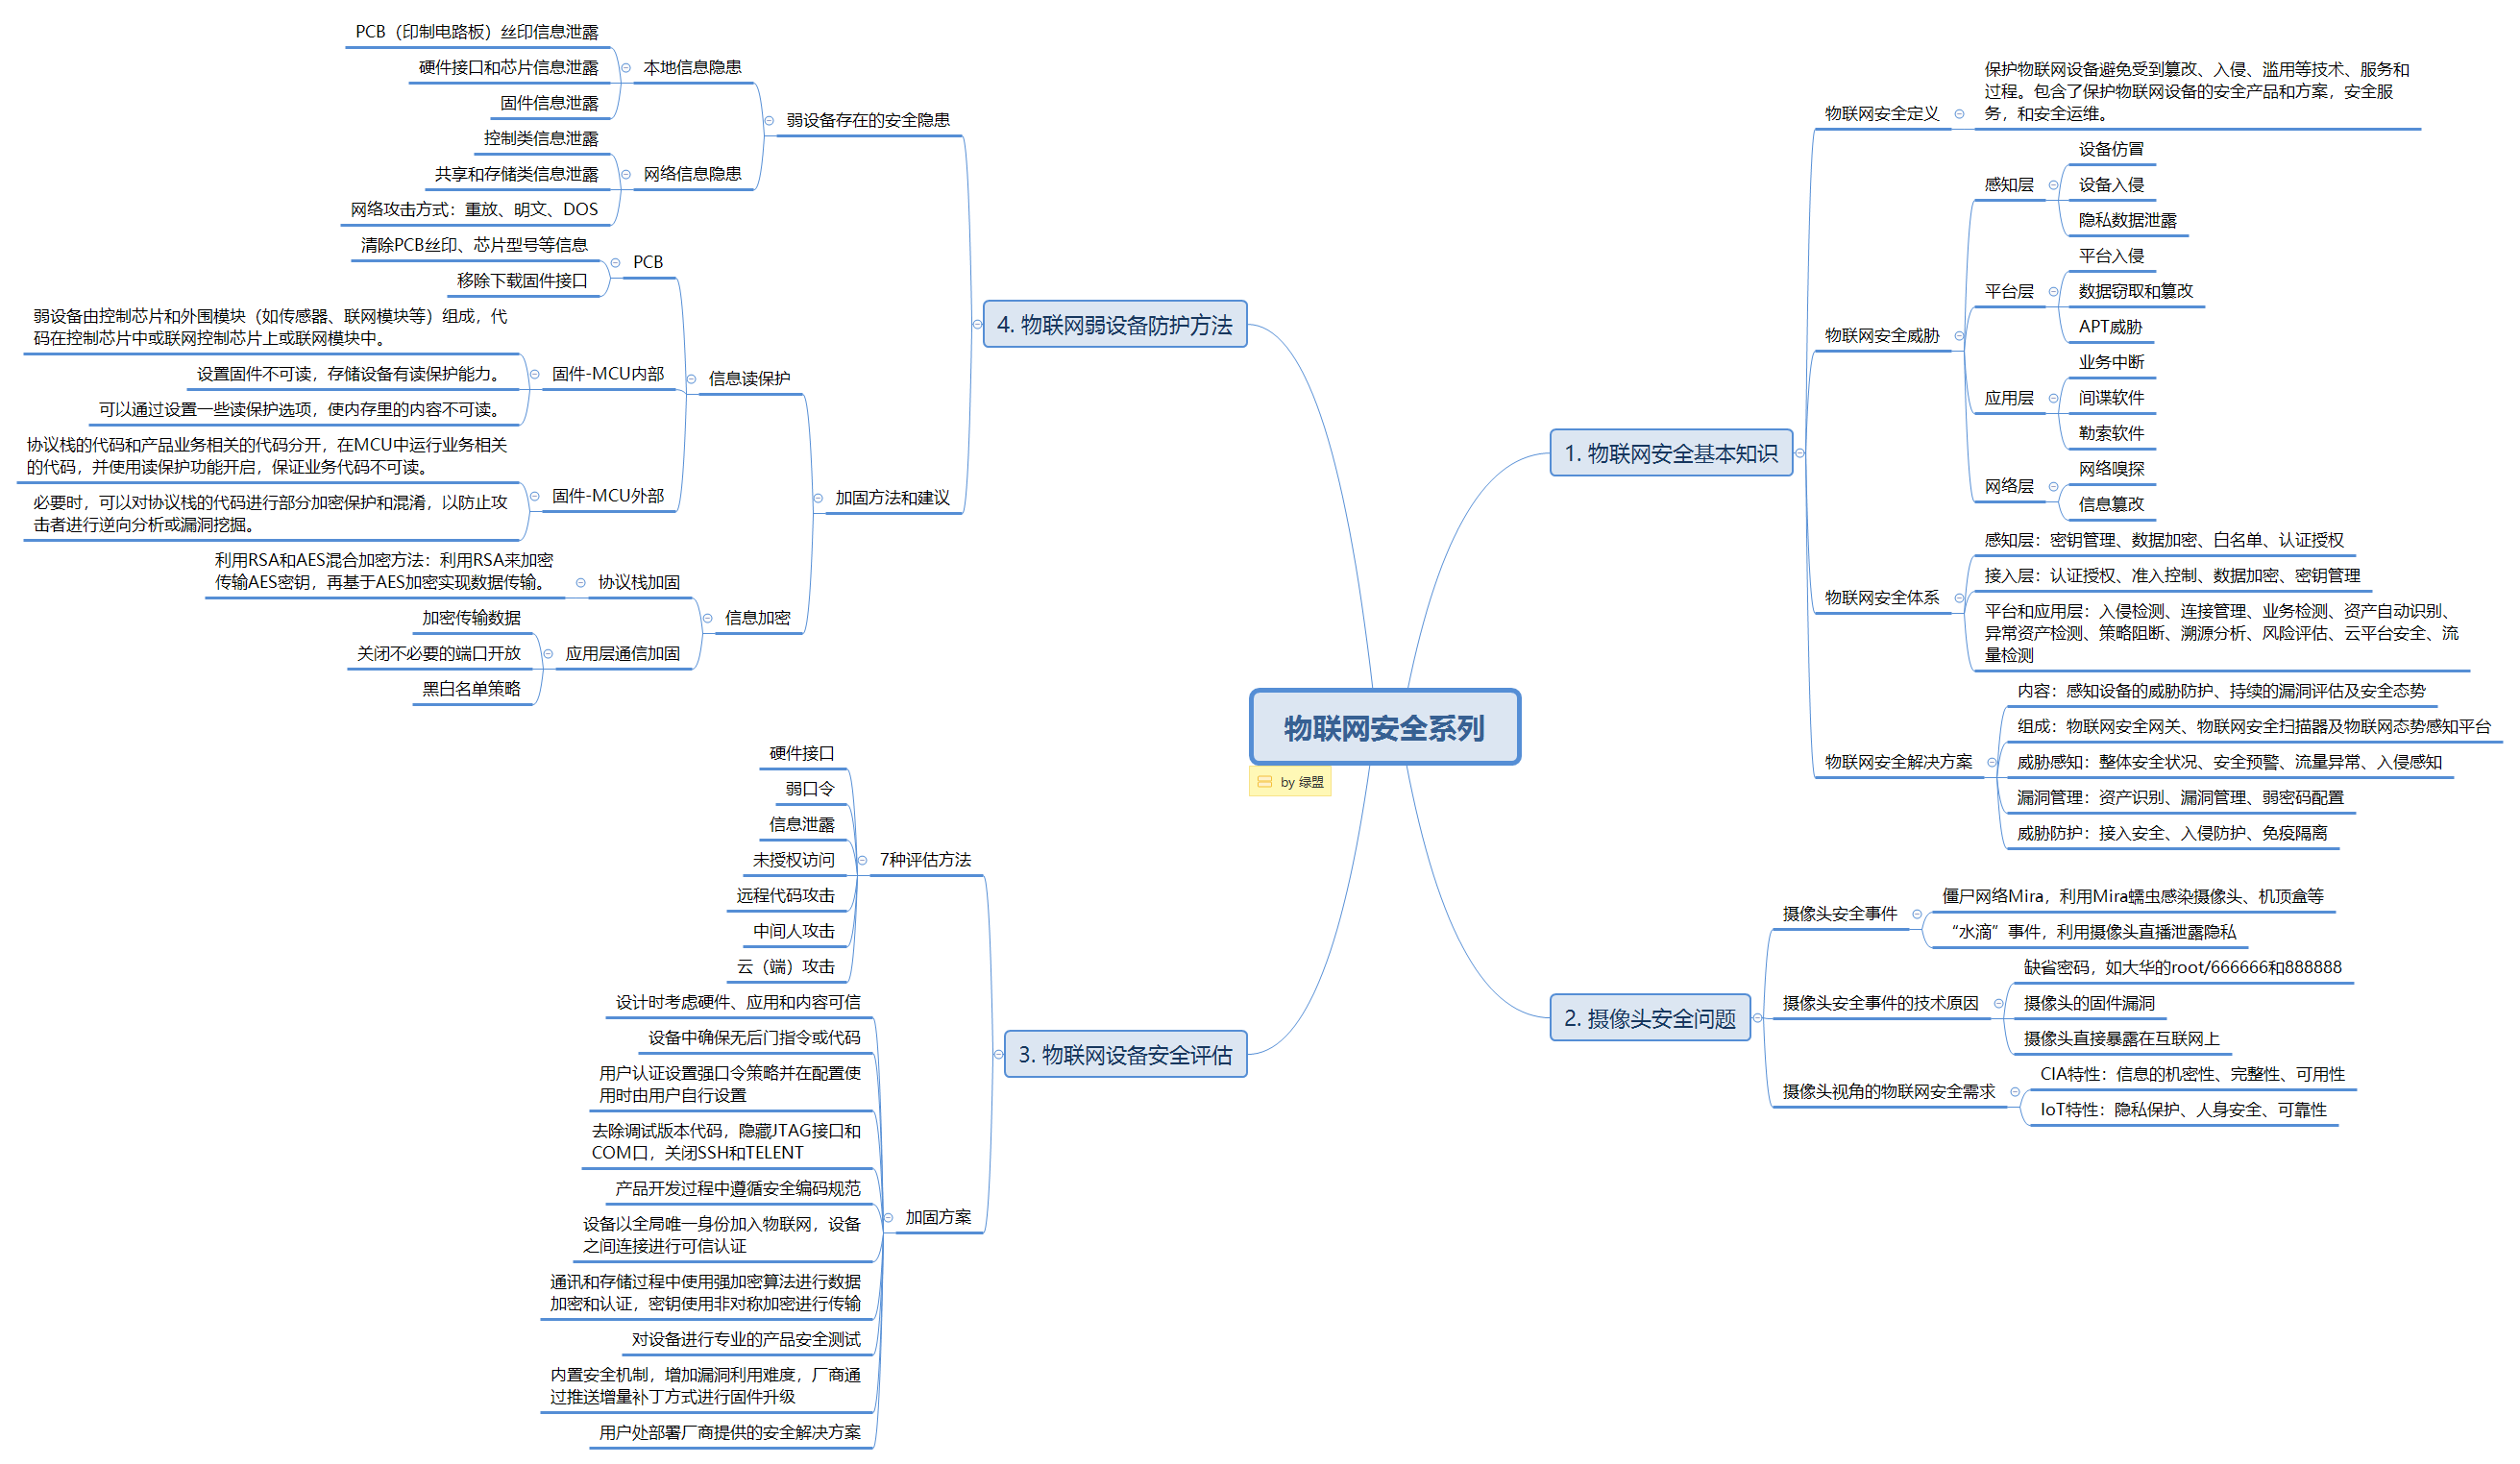 物联网安全系列
by 绿盟
1. 物联网安全基本知识
物联网安全定义
保护物联网设备避免受到篡改、入侵、滥用等技术、服务和
过程。包含了保护物联网设备的安全产品和方案，安全服
务，和安全运维。
物联网安全威胁
感知层
设备仿冒
设备入侵
隐私数据泄露
平台层
平台入侵
数据窃取和篡改
APT威胁
应用层
业务中断
间谍软件
勒索软件
网络层
网络嗅探
信息篡改
物联网安全体系
感知层：密钥管理、数据加密、白名单、认证授权
接入层：认证授权、准入控制、数据加密、密钥管理
平台和应用层：入侵检测、连接管理、业务检测、资产自动识别、
异常资产检测、策略阻断、溯源分析、风险评估、云平台安全、流
量检测
物联网安全解决方案
内容：感知设备的威胁防护、持续的漏洞评估及安全态势
组成：物联网安全网关、物联网安全扫描器及物联网态势感知平台
威胁感知：整体安全状况、安全预警、流量异常、入侵感知
漏洞管理：资产识别、漏洞管理、弱密码配置
威胁防护：接入安全、入侵防护、免疫隔离
2. 摄像头安全问题
摄像头安全事件
僵尸网络Mira，利用Mira蠕虫感染摄像头、机顶盒等
“水滴”事件，利用摄像头直播泄露隐私
摄像头安全事件的技术原因
缺省密码，如大华的root/666666和888888
摄像头的固件漏洞
摄像头直接暴露在互联网上
摄像头视角的物联网安全需求
CIA特性：信息的机密性、完整性、可用性
IoT特性：隐私保护、人身安全、可靠性
3. 物联网设备安全评估
7种评估方法
硬件接口
弱口令
信息泄露
未授权访问
远程代码攻击
中间人攻击
云（端）攻击
加固方案
设计时考虑硬件、应用和内容可信
设备中确保无后门指令或代码
用户认证设置强口令策略并在配置使
用时由用户自行设置
去除调试版本代码，隐藏JTAG接口和
COM口，关闭SSH和TELENT
产品开发过程中遵循安全编码规范
设备以全局唯一身份加入物联网，设备
之间连接进行可信认证
通讯和存储过程中使用强加密算法进行数据
加密和认证，密钥使用非对称加密进行传输
对设备进行专业的产品安全测试
内置安全机制，增加漏洞利用难度，厂商通
过推送增量补丁方式进行固件升级
用户处部署厂商提供的安全解决方案
4. 物联网弱设备防护方法
弱设备存在的安全隐患
本地信息隐患
PCB（印制电路板）丝印信息泄露
硬件接口和芯片信息泄露
固件信息泄露
网络信息隐患
控制类信息泄露
共享和存储类信息泄露
网络攻击方式：重放、明文、DOS
加固方法和建议
信息读保护
PCB
清除PCB丝印、芯片型号等信息
移除下载固件接口
固件-MCU内部
弱设备由控制芯片和外围模块（如传感器、联网模块等）组成，代
码在控制芯片中或联网控制芯片上或联网模块中。
设置固件不可读，存储设备有读保护能力。
可以通过设置一些读保护选项，使内存里的内容不可读。
固件-MCU外部
协议栈的代码和产品业务相关的代码分开，在MCU中运行业务相关
的代码，并使用读保护功能开启，保证业务代码不可读。
必要时，可以对协议栈的代码进行部分加密保护和混淆，以防止攻
击者进行逆向分析或漏洞挖掘。
信息加密
协议栈加固
利用RSA和AES混合加密方法：利用RSA来加密
传输AES密钥，再基于AES加密实现数据传输。
应用层通信加固
加密传输数据
关闭不必要的端口开放
黑白名单策略